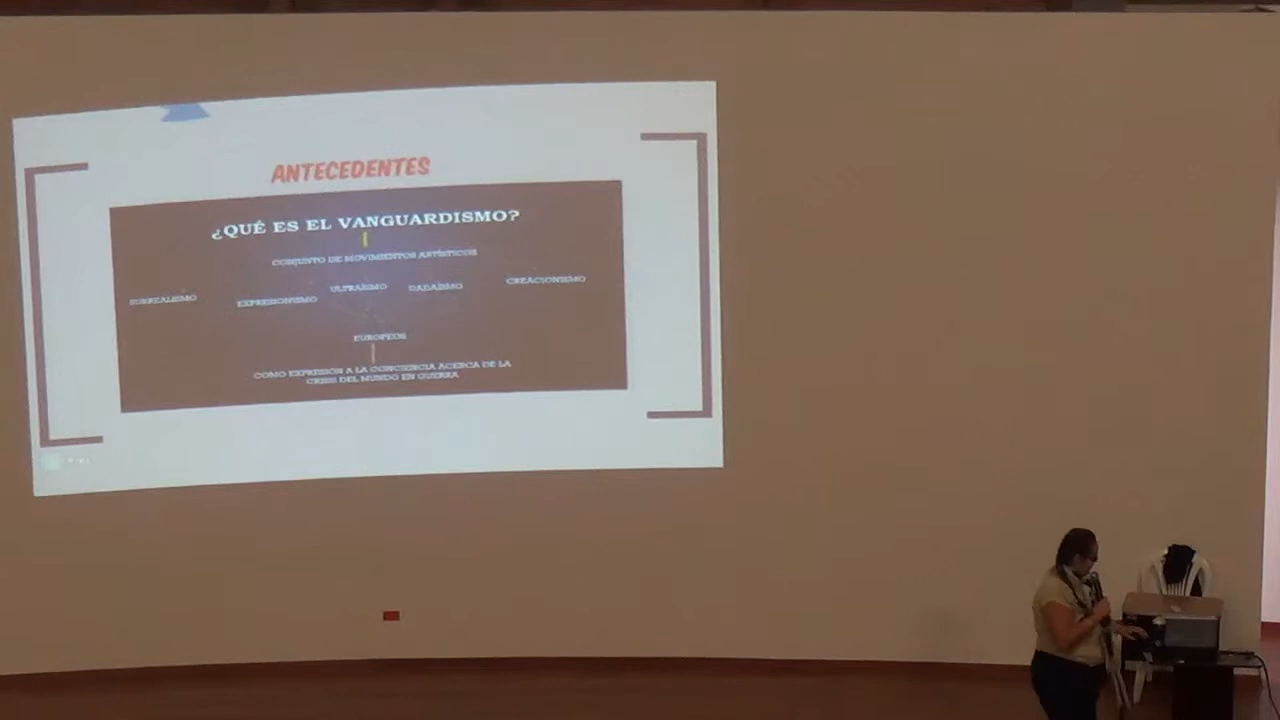 ANTECEDENTES
¿QUÉ ES EL VANGUARDISMO?
CONJUNTO DE MOVIMIENTOS ARTÍSTICOS
SURREALISMO EXPRESIONISMO ULTRAÍSMO DADAÍSMO CREACIONISMO
EUROPEOS
COMO EXPRESIÓN A LA CONCIENCIA ACERCA DE LA
CRISIS DEL MUNDO EN GUERRA